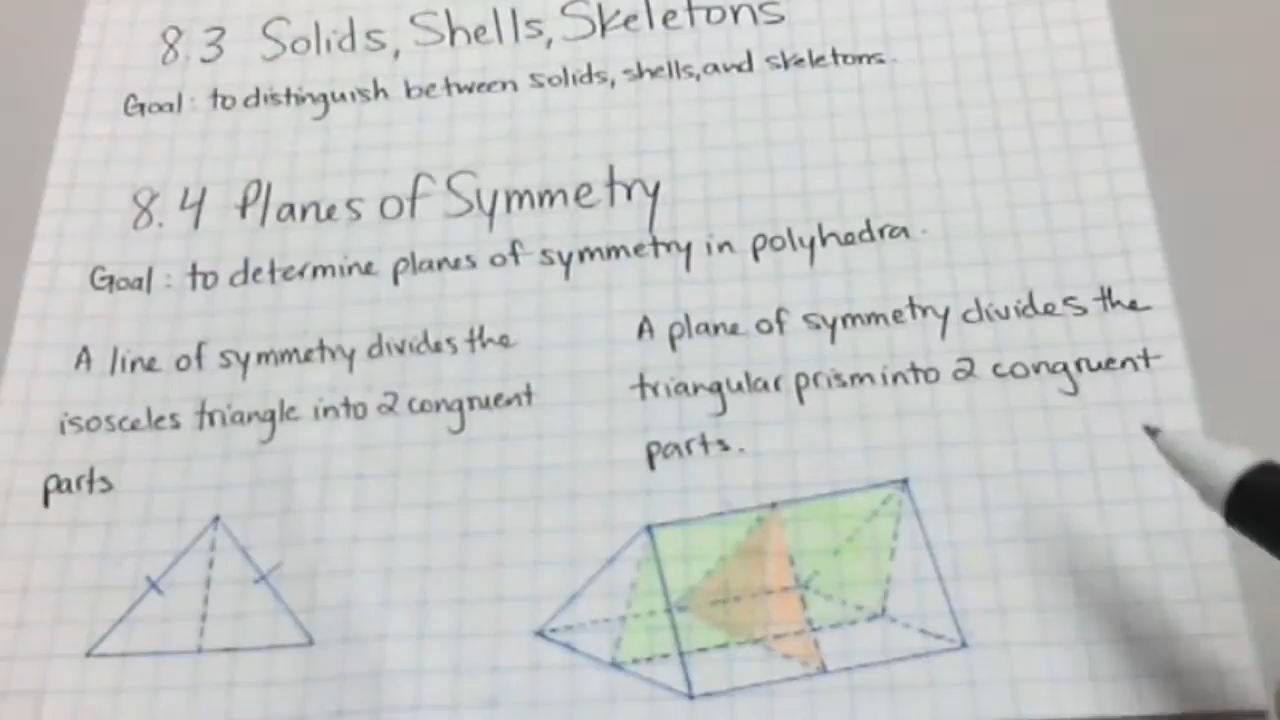 8.3 Solids, Shells, Skeletons
Goal: to distinguish between solids, shells, and skeletons.
8.4 Planes of Symmetry
Goal: to determine planes of symmetry in polyhedra.
A line of symmetry divides the
isosceles triangle into 2 congruent
parts
A plane of symmetry divides the
triangular prism into 2 congruent
parts.